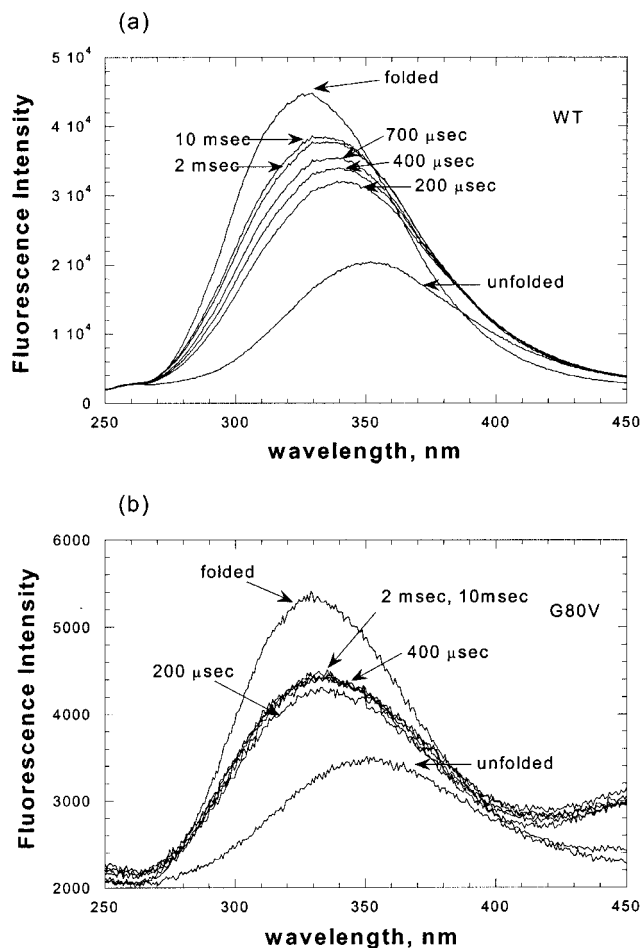 (a)
5 10⁴
4 10⁴
3 10⁴
2 10⁴
1 10⁴
0
Fluorescence Intensity
folded
WT
10 msec
2 msec
700 μsec
400 μsec
200 μsec
unfolded
250 300 350 400 450
wavelength, nm
(b)
6000
5000
4000
3000
2000
Fluorescence Intensity
folded
2 msec, 10msec
G80V
400 μsec
200 μsec
unfolded
250 300 350 400 450
wavelength, nm